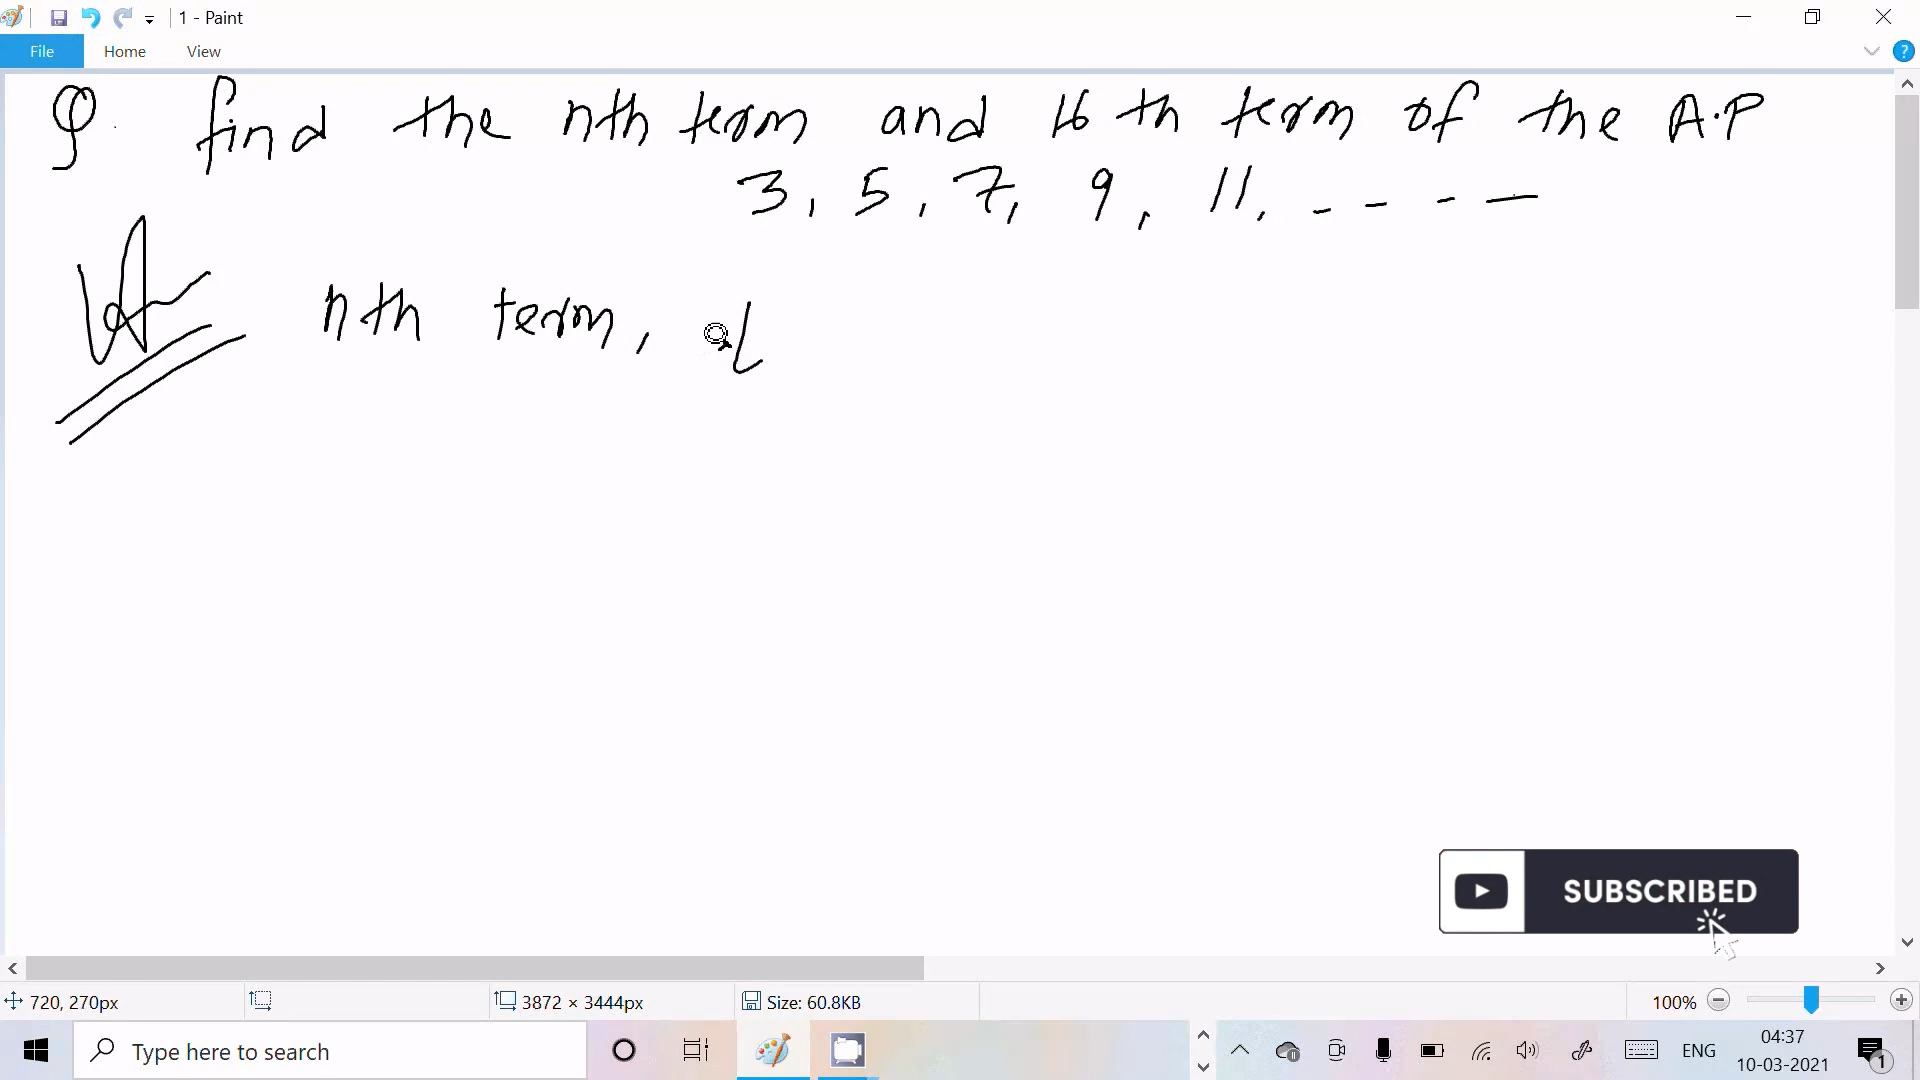 1 - Paint
File Home View
Q. find the nth term and 16 th term of the A.P
3, 5, 7, 9, 11, - - - —
nth term,
SUBSCRIBED
720, 270px 3872 × 3444px Size: 60.8KB 100%
Type here to search ENG 04:37
10-03-2021 1